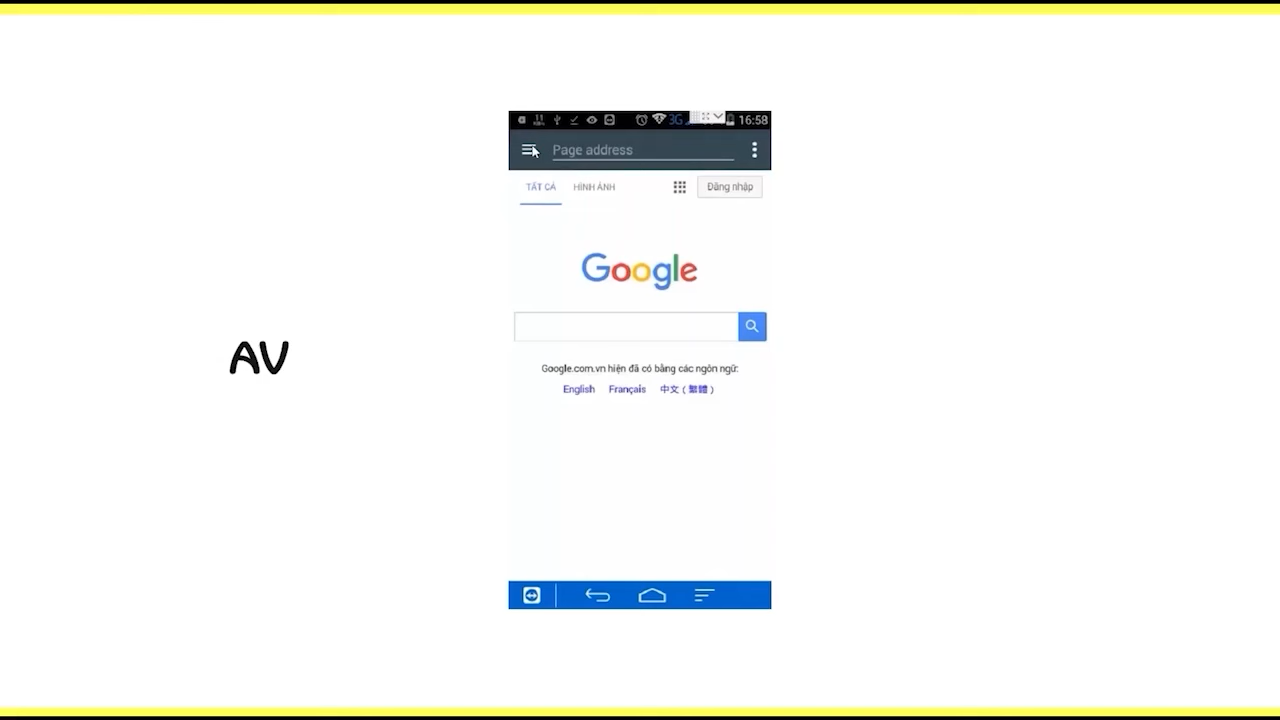 3G 16:58
Page address
TẤT CẢ HÌNH ẢNH Đăng nhập
Google
AV
Google.com.vn hiện đã có bằng các ngôn ngữ:
English Français 中文（繁體）